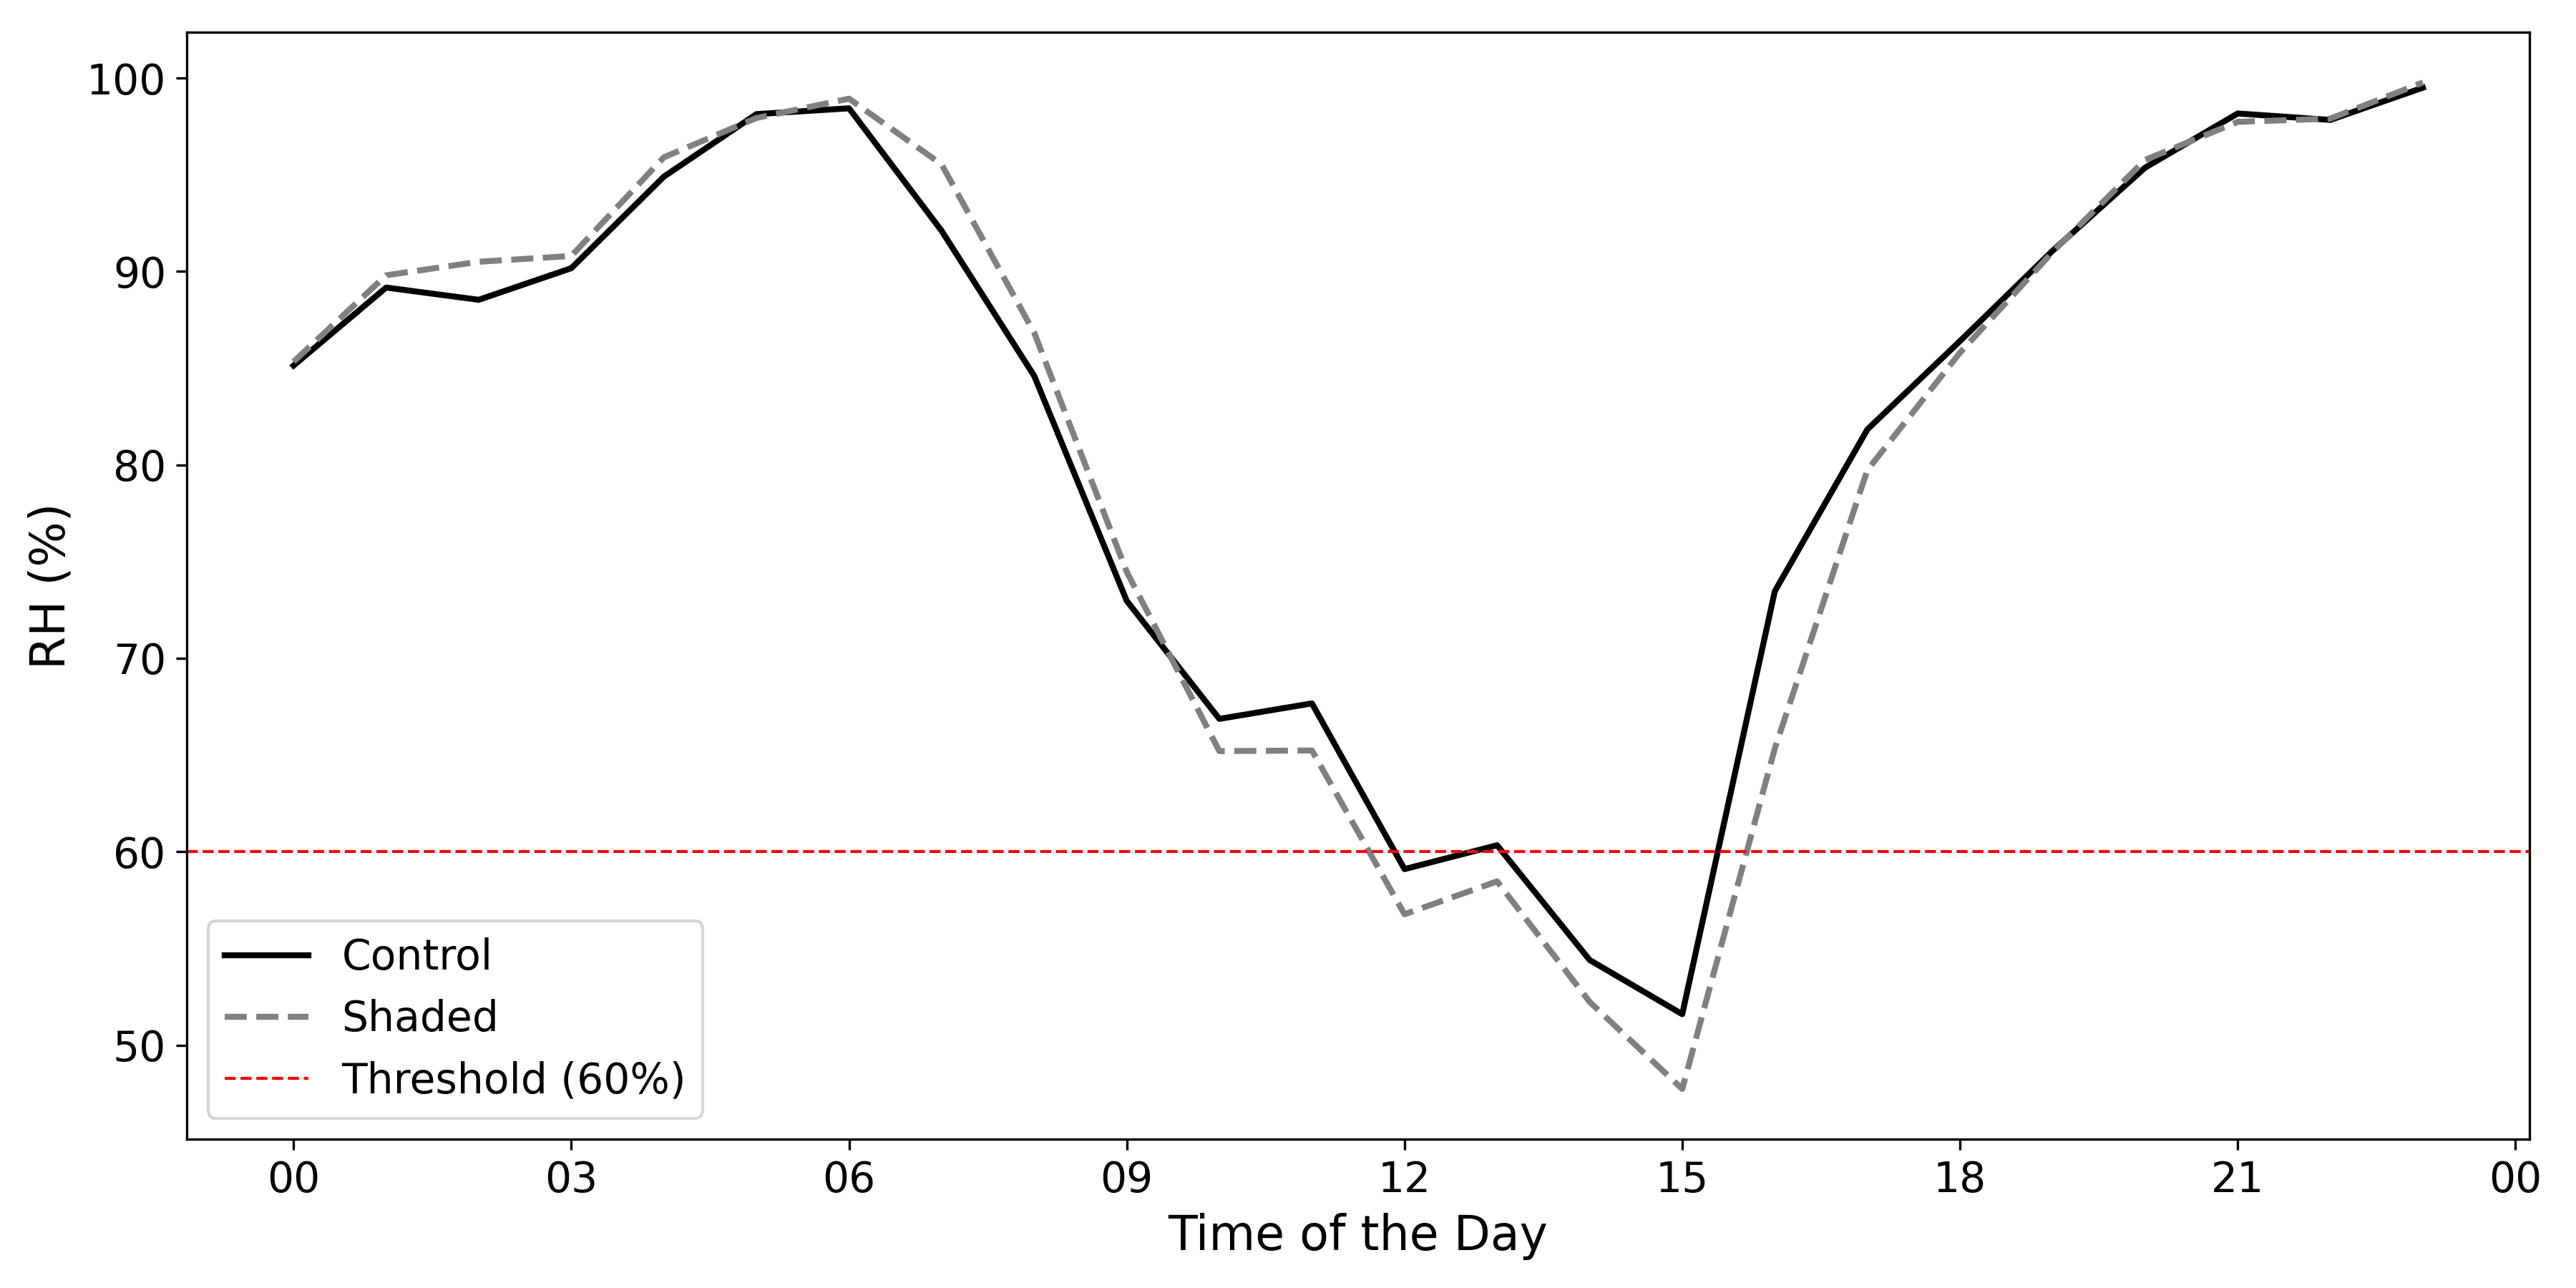 100
90
80
70
60
50
RH (%)
Control
Shaded
Threshold (60%)
00 03 06 09 12 15 18 21 00
Time of the Day